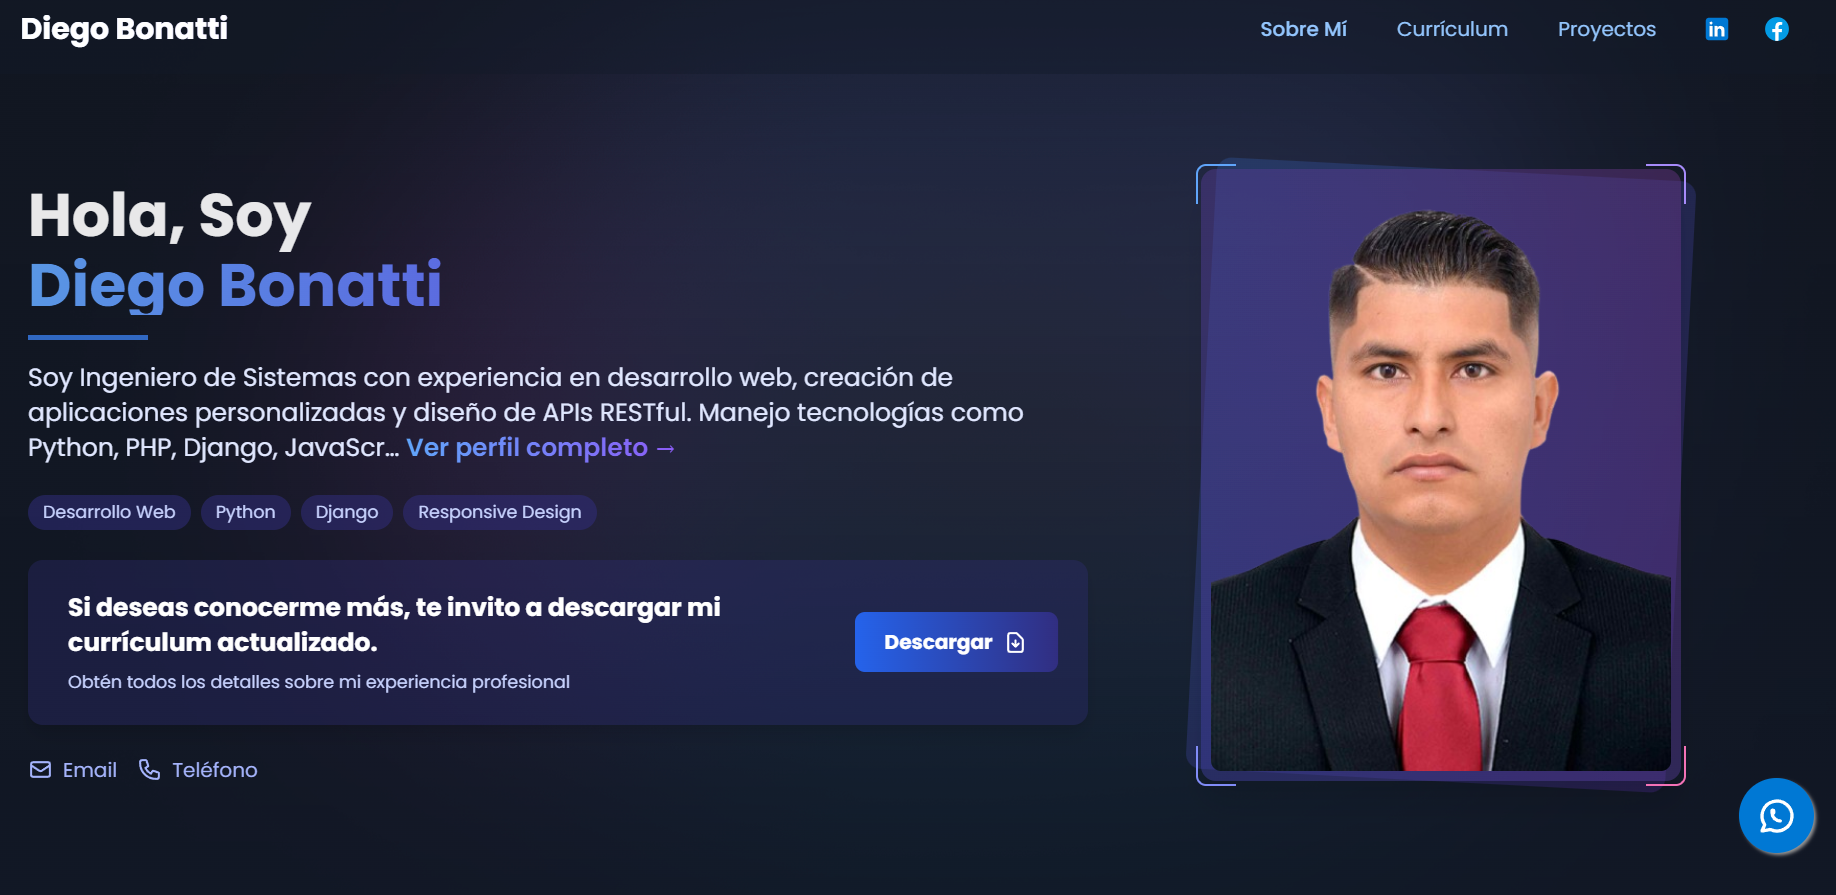 Diego Bonatti
Sobre Mí
Currículum
Proyectos
in
f
Hola, Soy
Diego Bonatti
Soy Ingeniero de Sistemas con experiencia en desarrollo web, creación de
aplicaciones personalizadas y diseño de APIs RESTful. Manejo tecnologías como
Python, PHP, Django, JavaScr... Ver perfil completo →
Desarrollo Web
Python
Django
Responsive Design
Si deseas conocerme más, te invito a descargar mi
currículum actualizado.
Obtén todos los detalles sobre mi experiencia profesional
Descargar
Email
Teléfono